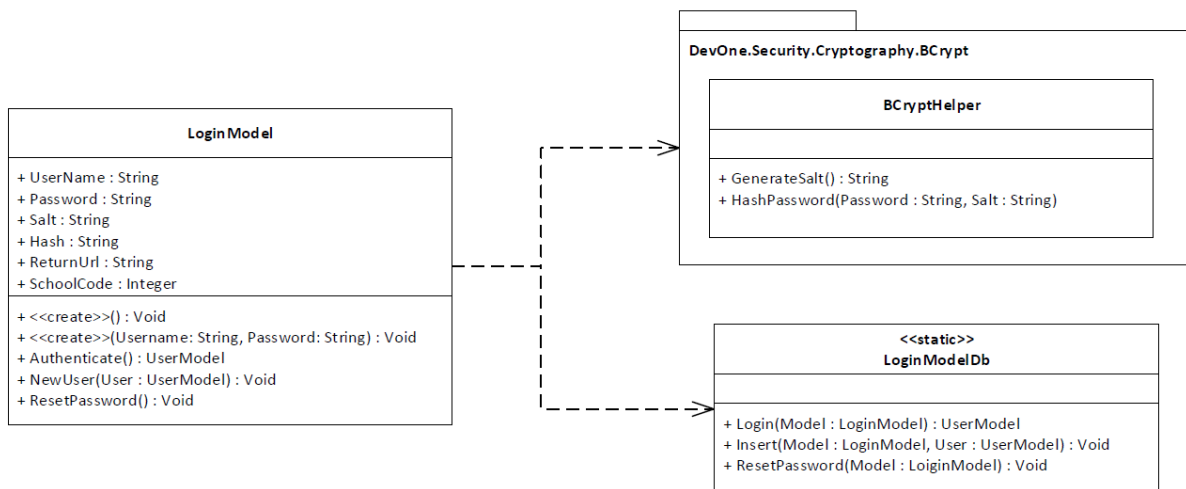 LoginModel
+ UserName : String
+ Password : String
+ Salt : String
+ Hash : String
+ ReturnUrl : String
+ SchoolCode : Integer
+ <<create>>() : Void
+ <<create>>(Username: String, Password: String) : Void
+ Authenticate() : UserModel
+ NewUser(User : UserModel) : Void
+ ResetPassword() : Void
DevOne.Security.Cryptography.BCrypt
BCryptHelper
+ GenerateSalt() : String
+ HashPassword(Password : String, Salt : String)
<<static>>
LoginModelDb
+ Login(Model : LoginModel) : UserModel
+ Insert(Model : LoginModel, User : UserModel) : Void
+ ResetPassword(Model : LoiginModel) : Void